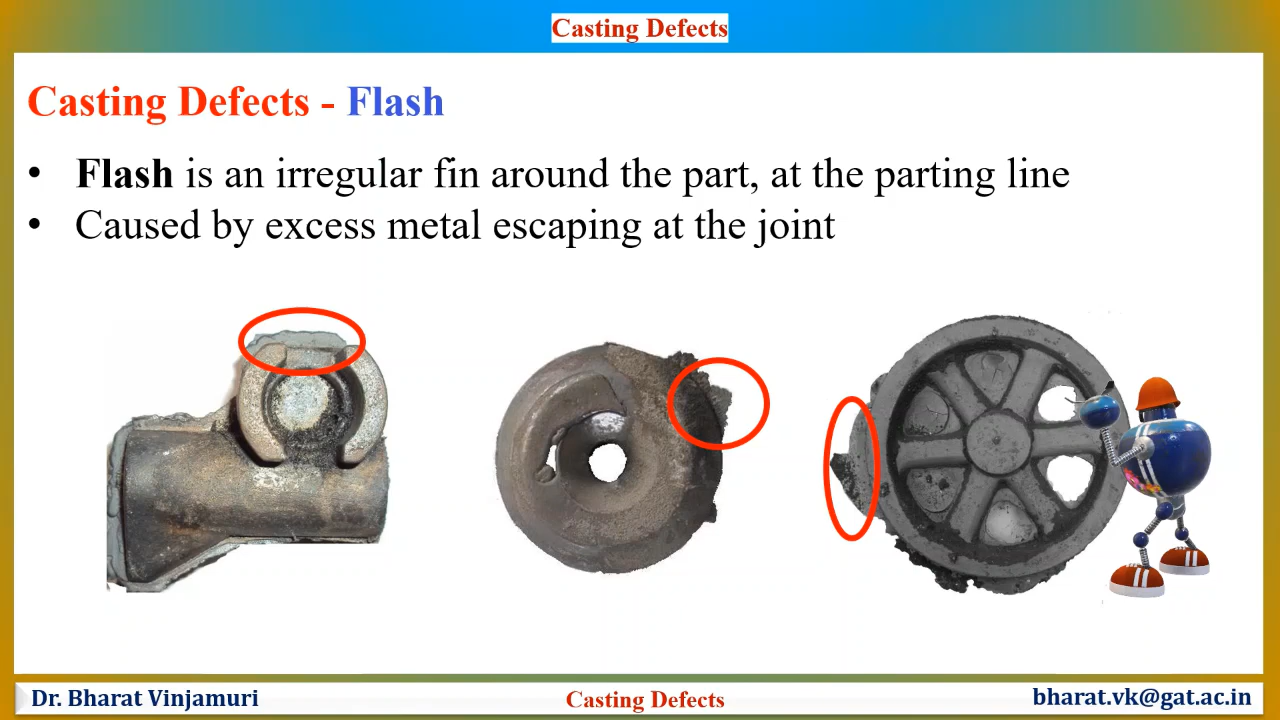 Casting Defects
Casting Defects - Flash
• Flash is an irregular fin around the part, at the parting line
• Caused by excess metal escaping at the joint
Dr. Bharat Vinjamuri
Casting Defects
bharat.vk@gat.ac.in